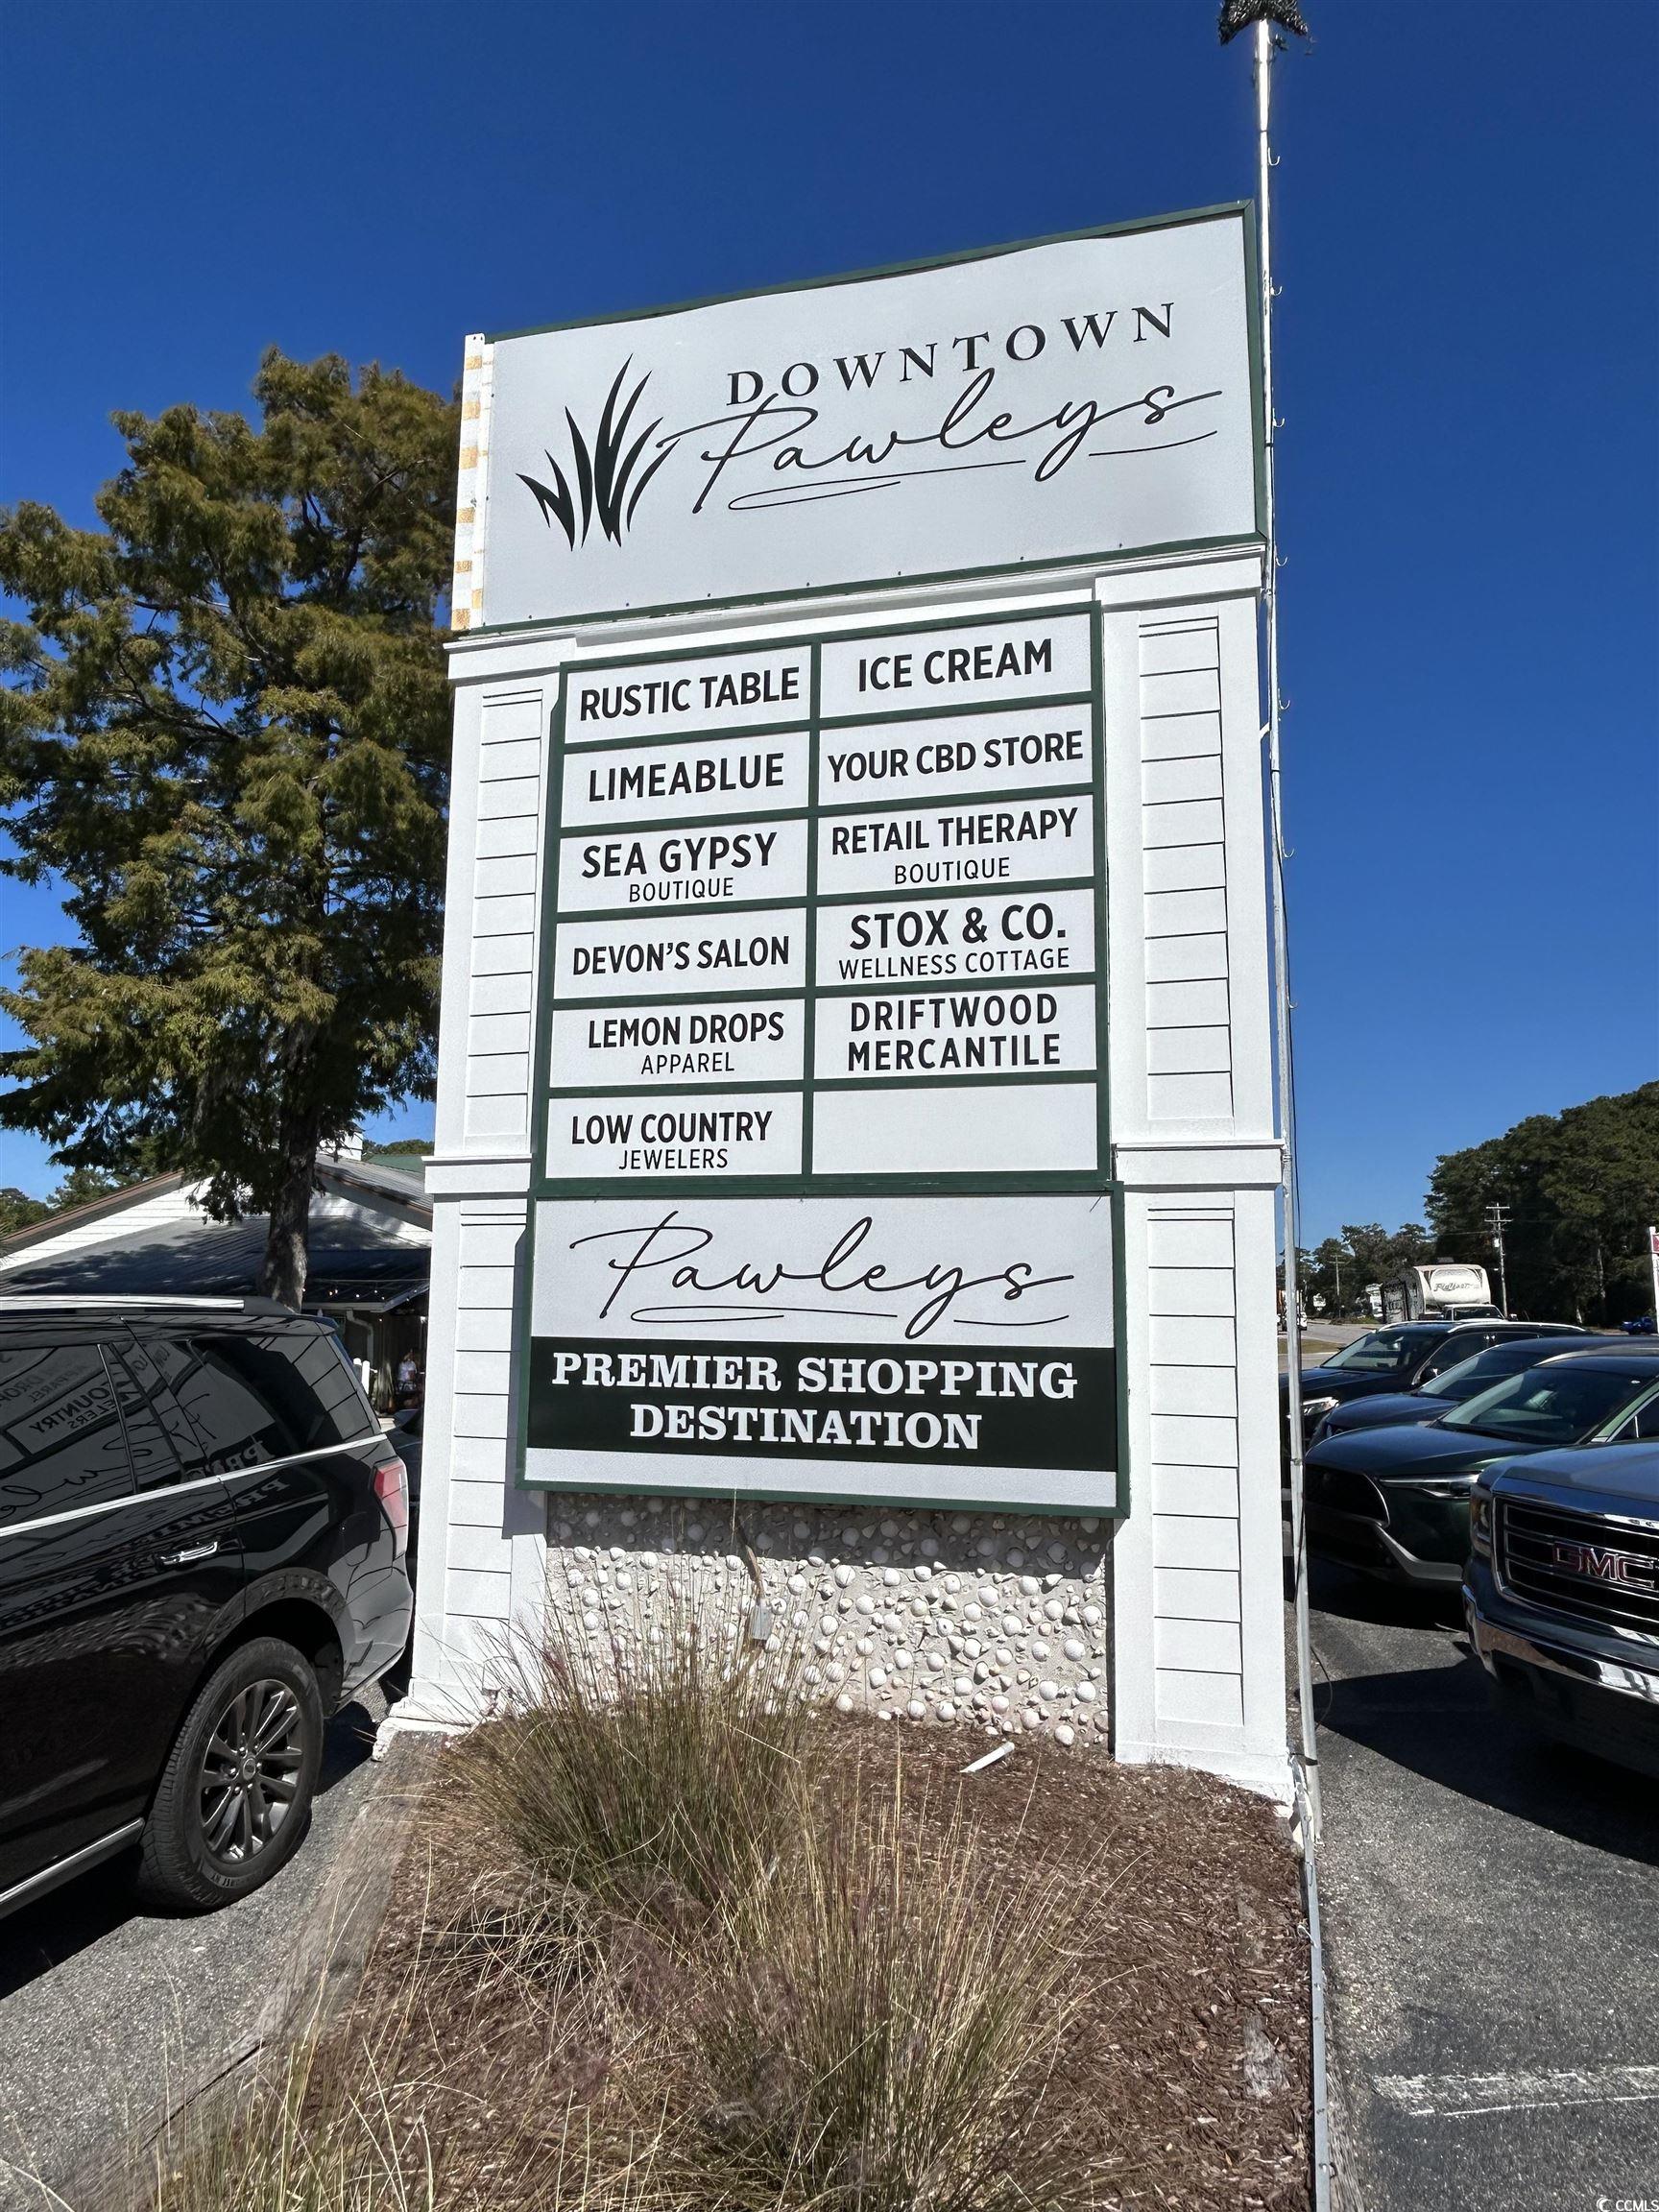 DOWNTOWN
Pawleys
RUSTIC TABLE
ICE CREAM
LIMEABLUE
YOUR CBD STORE
SEA GYPSY
BOUTIQUE
RETAIL THERAPY
BOUTIQUE
DEVON'S SALON
STOX & CO.
WELLNESS COTTAGE
LEMON DROPS
APPAREL
DRIFTWOOD
MERCANTILE
LOW COUNTRY
JEWELERS
Pawleys
PREMIER SHOPPING
DESTINATION
GMC
CCMLS